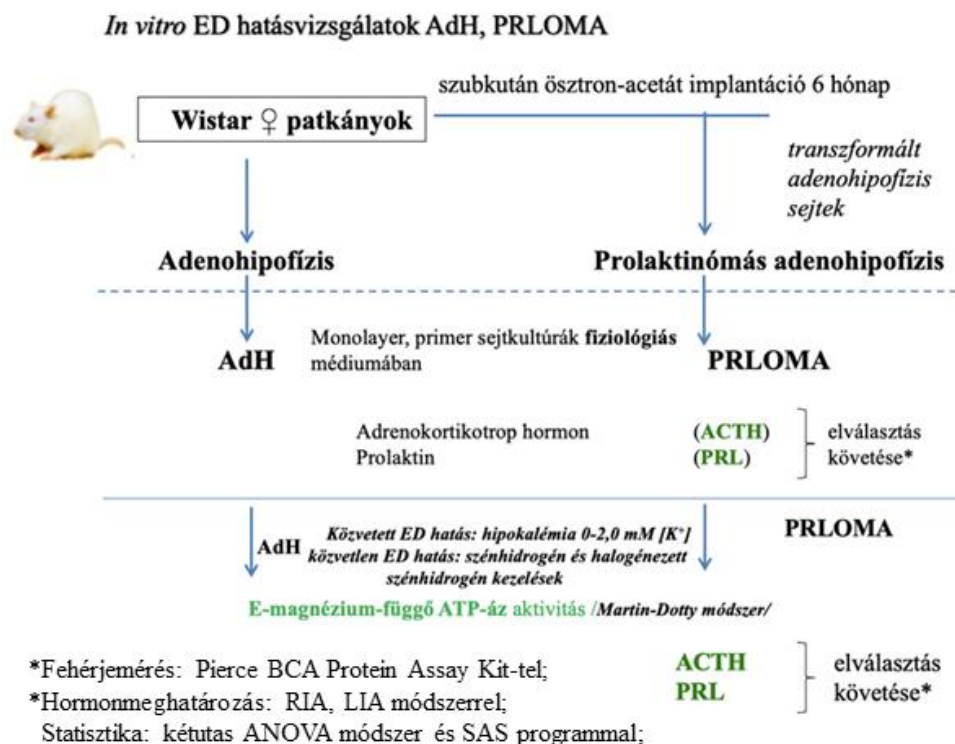 In vitro ED hatásvizsgálatok AdH, PRLOMA
szubkután ösztron-acetát implantáció 6 hónap
Wistar ♀ patkányok
transzformált
adenohipofízis
sejtek
Adenohipofízis
Prolaktinómás adenohipofízis
Monolayer, primer sejtkultúrák fiziológiás
médiumában
AdH
PRLOMA
Adrenokortikotrop hormon (ACTH)
Prolaktin (PRL)
elválasztás
követése*
PRLOMA
AdH
Közvetett ED hatás: hipokalémia 0-2,0 mM [K⁺]
közvetlen ED hatás: szénhidrogén és halogénezett
szénhidrogén kezelések
E-magnézium-függő ATP-áz aktivitás /Martin-Dotty módszer/
ACTH
PRL
elválasztás
követése*
*Fehérjemérés: Pierce BCA Protein Assay Kit-tel;
*Hormonmeghatározás: RIA, LIA módszerrel;
Statisztika: kétutas ANOVA módszer és SAS programmal;